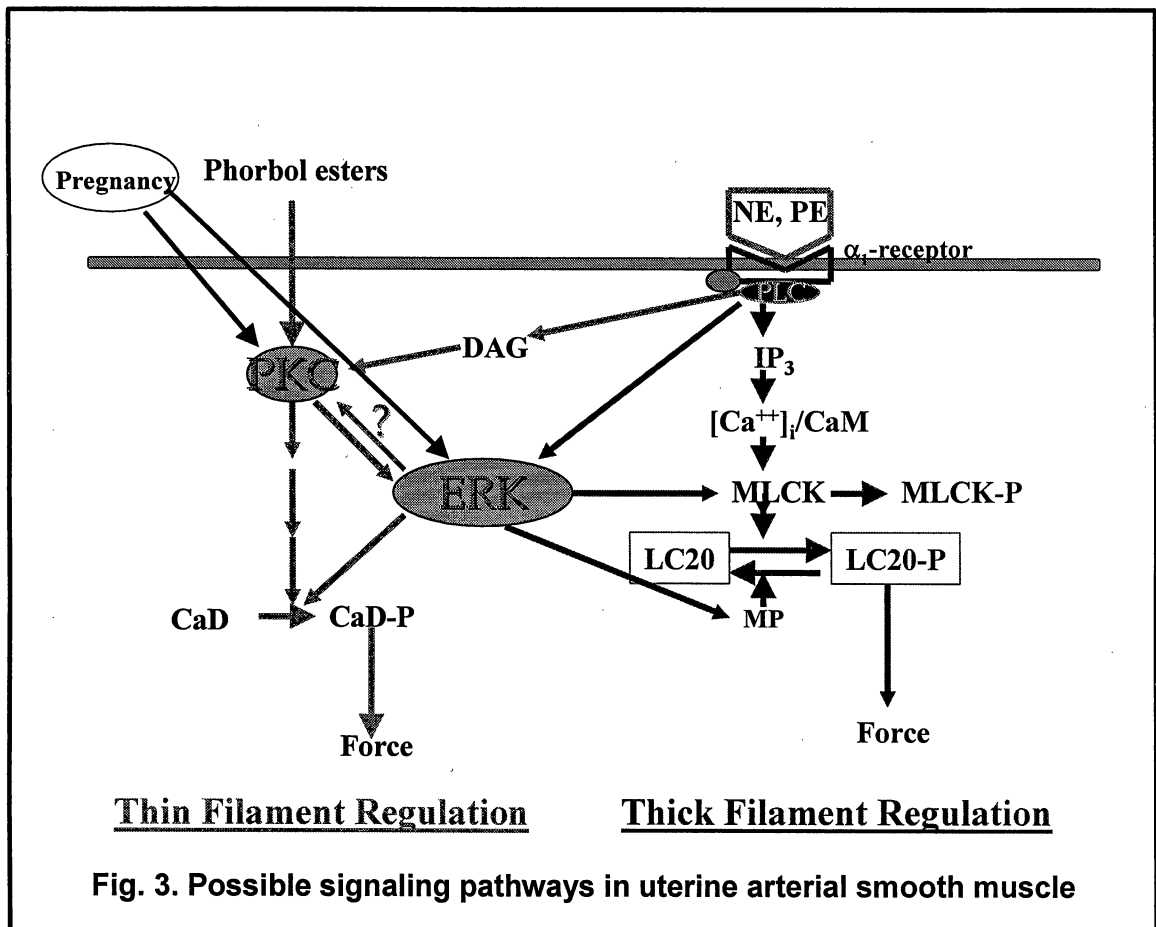 Pregnancy
Phorbol esters
NE, PE
α₁-receptor
PLC
DAG
IP₃
PKC
?
[Ca⁺⁺]ᵢ/CaM
ERK
MLCK
MLCK-P
LC20
LC20-P
CaD
CaD-P
MP
Force
Force
Thin Filament Regulation
Thick Filament Regulation
Fig. 3. Possible signaling pathways in uterine arterial smooth muscle